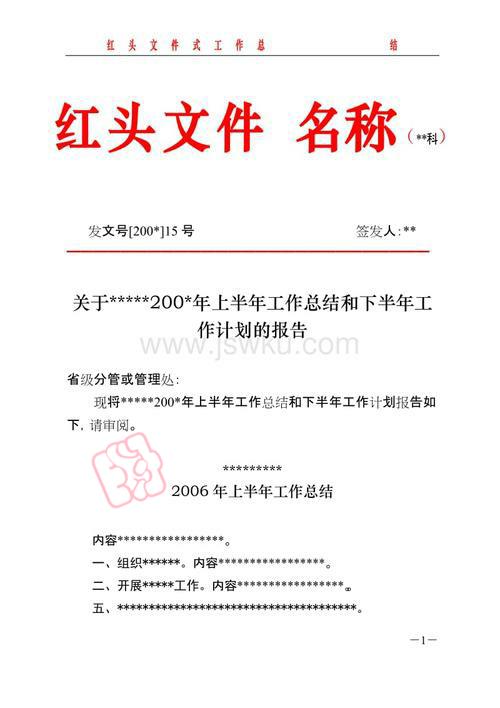 红头文件式工作总 结
红头文件 名称（**科）
发文号[200*]15 号 签发人:**
关于*****200*年上半年工作总结和下半年工
作计划的报告
www.jswku.com
省级分管或管理处:
现将*****200*年上半年工作总结和下半年工作计划报告如
下，请审阅。
*********
2006 年上半年工作总结
内容*****************。
一、组织******。内容*****************。
二、开展*****工作。内容*****************。
五、**************************************。
－1－